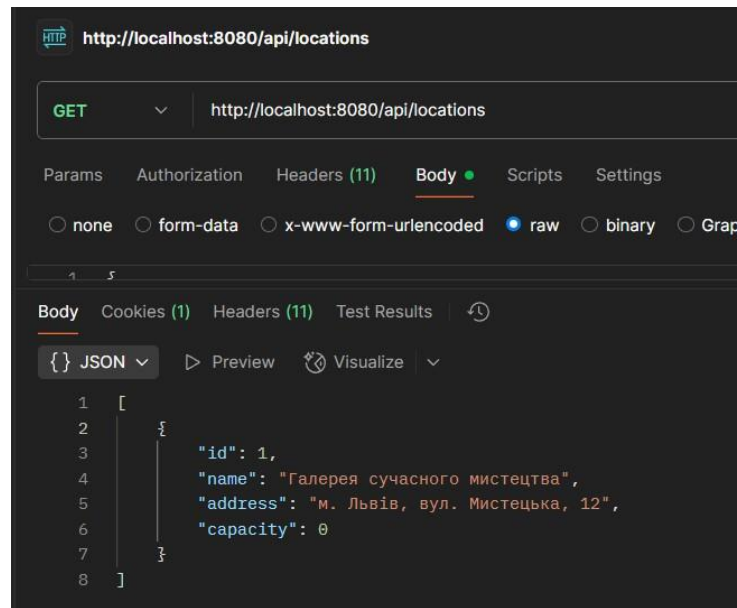 HTTP http://localhost:8080/api/locations
GET http://localhost:8080/api/locations
Params Authorization Headers (11) Body Scripts Settings
none form-data x-www-form-urlencoded raw binary Grap
1 {
Body Cookies (1) Headers (11) Test Results
{} JSON Preview Visualize
1 [
2 {
3 "id": 1,
4 "name": "Галерея сучасного мистецтва",
5 "address": "м. Львів, вул. Мистецька, 12",
6 "capacity": 0
7 }
8 ]